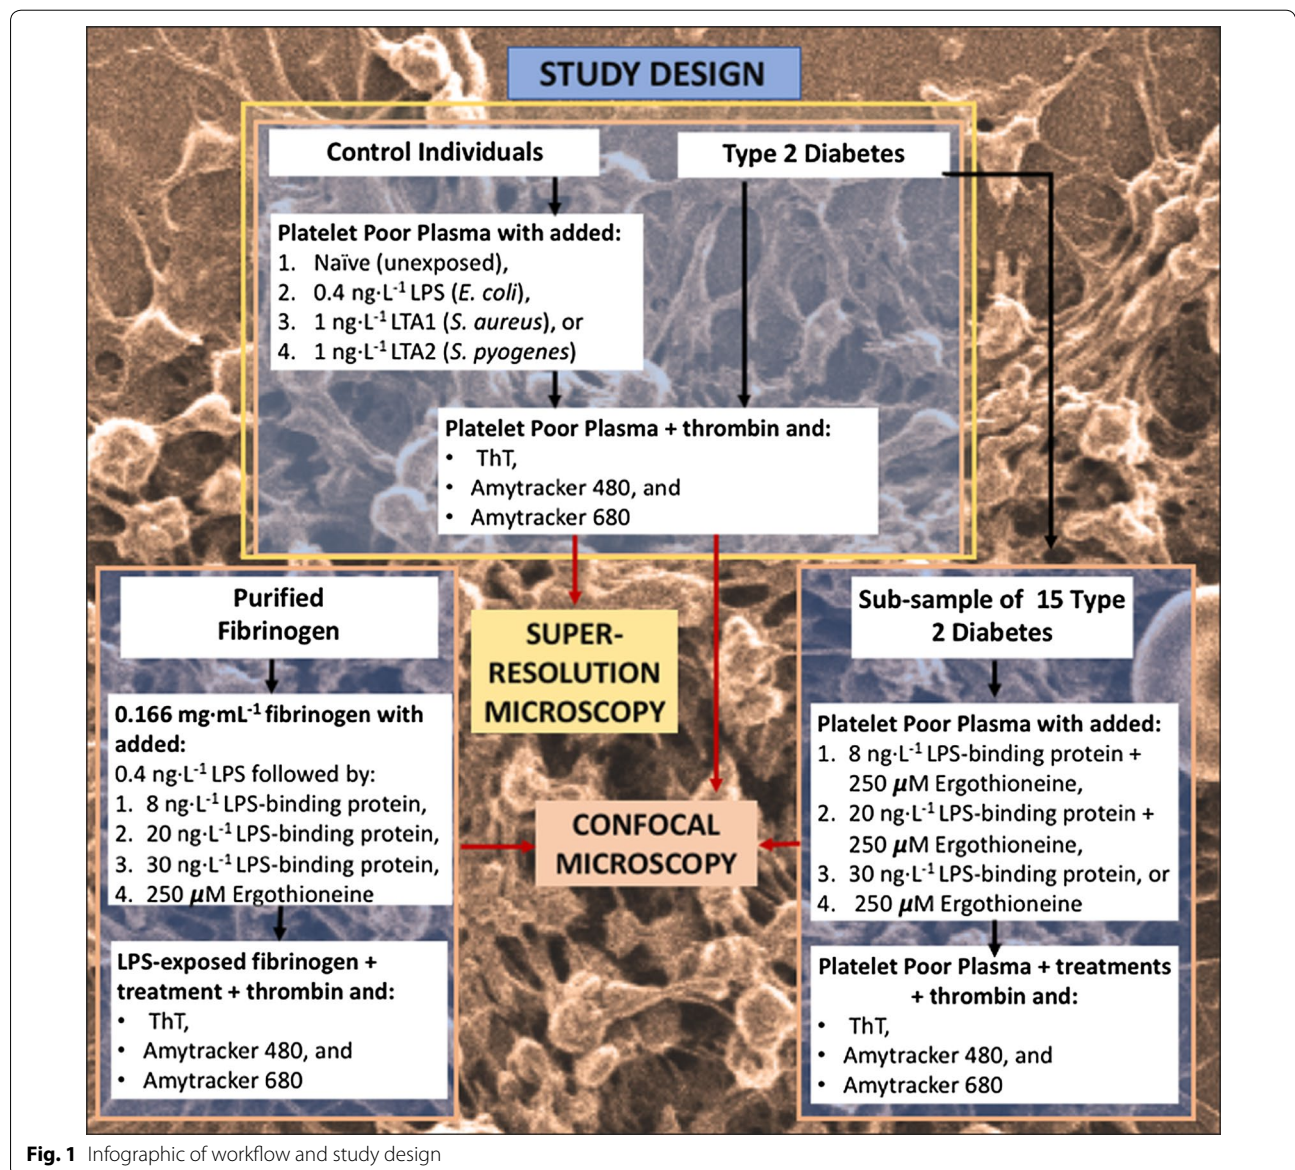 STUDY DESIGN
Control Individuals
Type 2 Diabetes
Platelet Poor Plasma with added:
1. Naïve (unexposed),
2. 0.4 ng·L⁻¹ LPS (E. coli),
3. 1 ng·L⁻¹ LTA1 (S. aureus), or
4. 1 ng·L⁻¹ LTA2 (S. pyogenes)
Platelet Poor Plasma + thrombin and:
• ThT,
• Amytracker 480, and
• Amytracker 680
Purified
Fibrinogen
0.166 mg·mL⁻¹ fibrinogen with
added:
0.4 ng·L⁻¹ LPS followed by:
1. 8 ng·L⁻¹ LPS-binding protein,
2. 20 ng·L⁻¹ LPS-binding protein,
3. 30 ng·L⁻¹ LPS-binding protein,
4. 250 μM Ergothioneine
LPS-exposed fibrinogen +
treatment + thrombin and:
• ThT,
• Amytracker 480, and
• Amytracker 680
SUPER-
RESOLUTION
MICROSCOPY
CONFOCAL
MICROSCOPY
Sub-sample of 15 Type
2 Diabetes
Platelet Poor Plasma with added:
1. 8 ng·L⁻¹ LPS-binding protein +
250 μM Ergothioneine,
2. 20 ng·L⁻¹ LPS-binding protein +
250 μM Ergothioneine,
3. 30 ng·L⁻¹ LPS-binding protein, or
4. 250 μM Ergothioneine
Platelet Poor Plasma + treatments
+ thrombin and:
• ThT,
• Amytracker 480, and
• Amytracker 680
Fig. 1 Infographic of workflow and study design